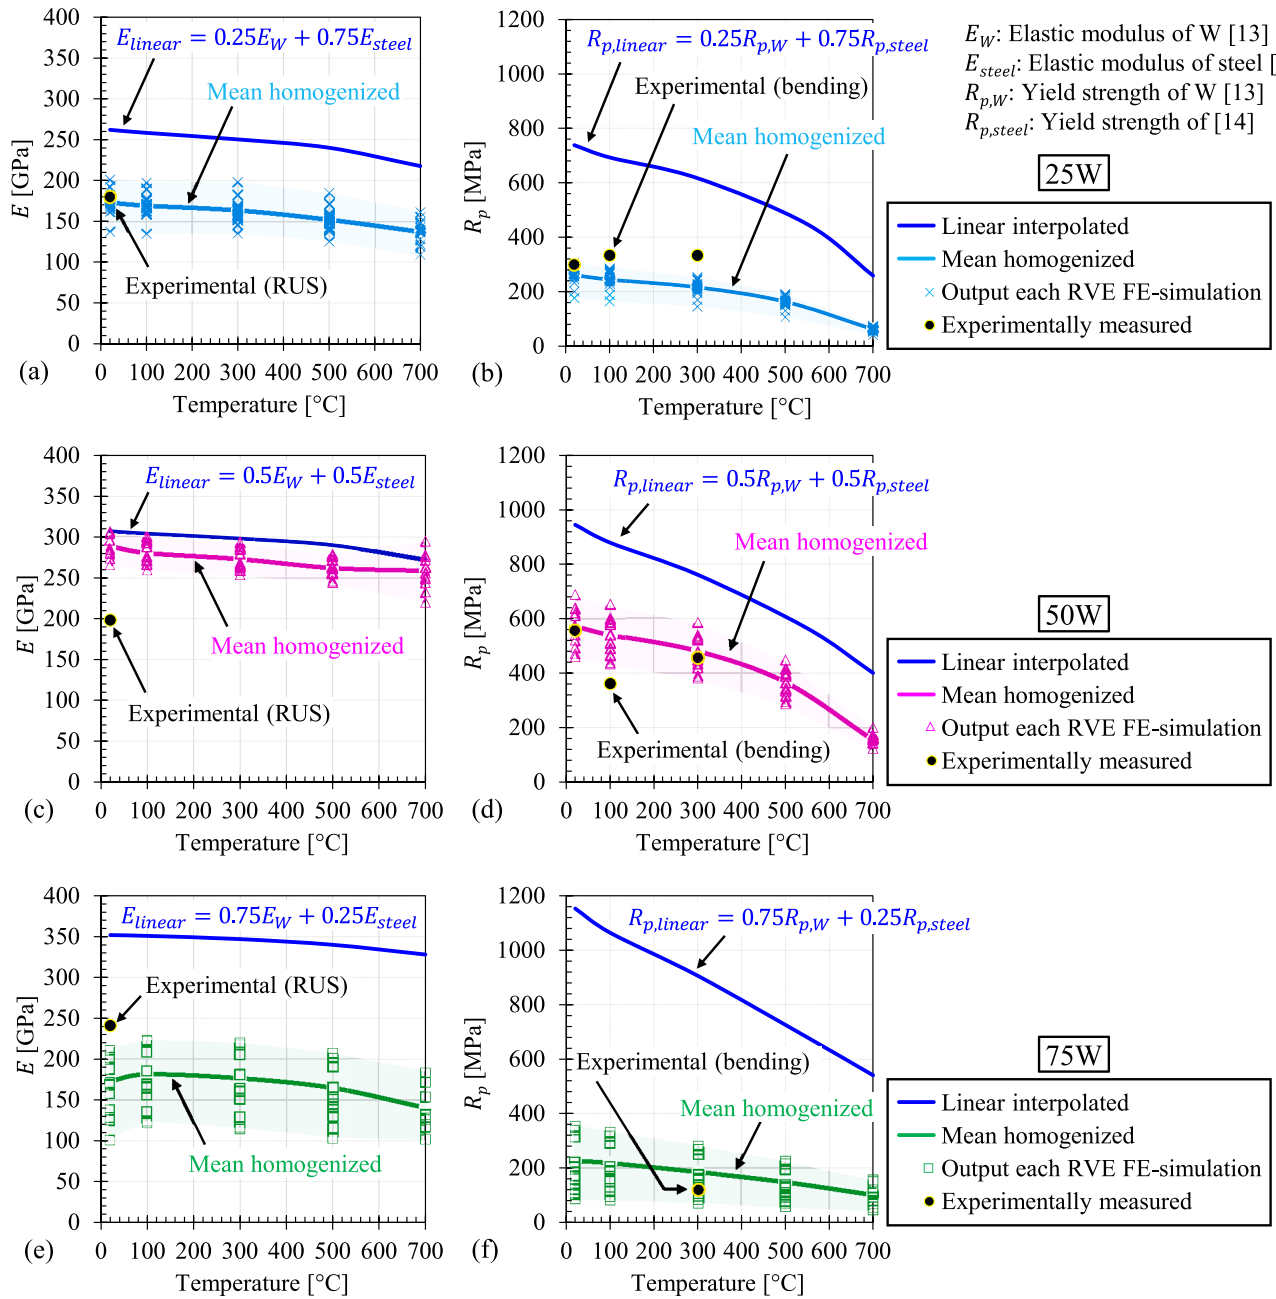 E_linear = 0.25E_W + 0.75E_steel
Mean homogenized
Experimental (RUS)
E [GPa]
400
350
300
250
200
150
100
50
0
0 100 200 300 400 500 600 700
Temperature [°C]
(a)
R_p,linear = 0.25R_p,W + 0.75R_p,steel
Experimental (bending)
Mean homogenized
R_p [MPa]
1200
1000
800
600
400
200
0
0 100 200 300 400 500 600 700
Temperature [°C]
(b)
E_W: Elastic modulus of W [13]
E_steel: Elastic modulus of steel [
R_p,W: Yield strength of W [13]
R_p,steel: Yield strength of [14]
25W
Linear interpolated
Mean homogenized
Output each RVE FE-simulation
Experimentally measured
E_linear = 0.5E_W + 0.5E_steel
Mean homogenized
Experimental (RUS)
E [GPa]
400
350
300
250
200
150
100
50
0
0 100 200 300 400 500 600 700
Temperature [°C]
(c)
R_p,linear = 0.5R_p,W + 0.5R_p,steel
Mean homogenized
Experimental (bending)
R_p [MPa]
1200
1000
800
600
400
200
0
0 100 200 300 400 500 600 700
Temperature [°C]
(d)
50W
Linear interpolated
Mean homogenized
Output each RVE FE-simulation
Experimentally measured
E_linear = 0.75E_W + 0.25E_steel
Experimental (RUS)
Mean homogenized
E [GPa]
400
350
300
250
200
150
100
50
0
0 100 200 300 400 500 600 700
Temperature [°C]
(e)
R_p,linear = 0.75R_p,W + 0.25R_p,steel
Experimental (bending)
Mean homogenized
R_p [MPa]
1200
1000
800
600
400
200
0
0 100 200 300 400 500 600 700
Temperature [°C]
(f)
75W
Linear interpolated
Mean homogenized
Output each RVE FE-simulation
Experimentally measured